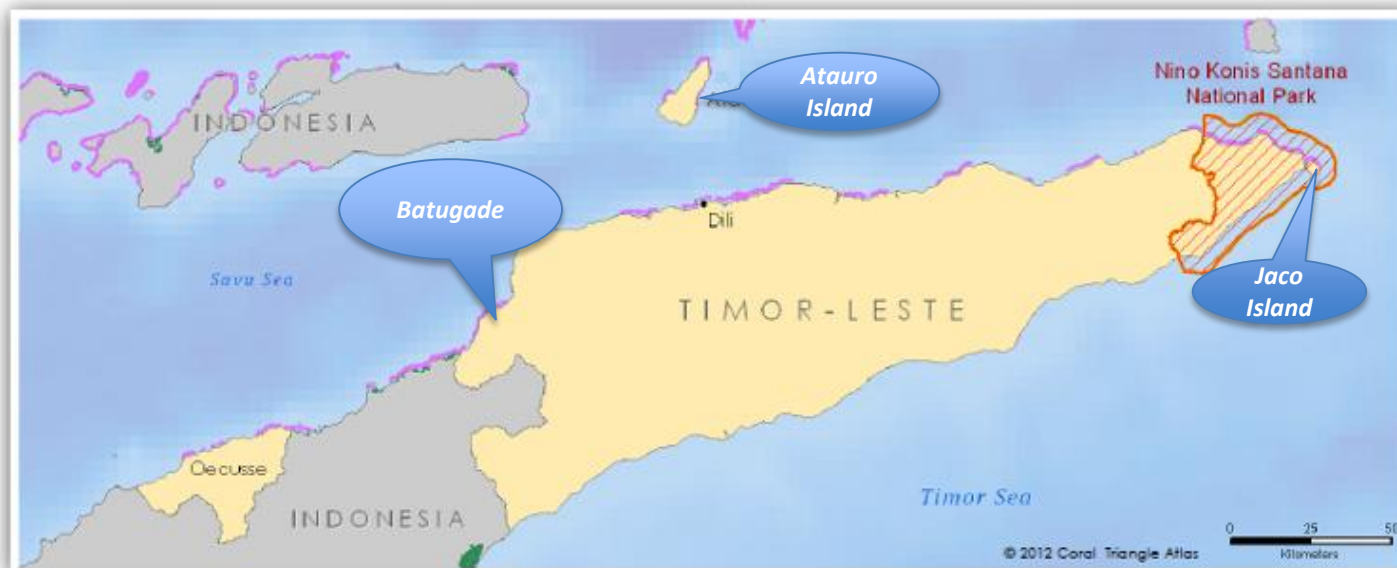 Atauro
Island
Nino Konis Santana
National Park
INDONESIA
Batugade
Dili
Savu Sea
Jaco
Island
TIMOR-LESTE
Oecusse
INDONESIA
Timor Sea
0 25 50
Kilometers
© 2012 Coral Triangle Atlas